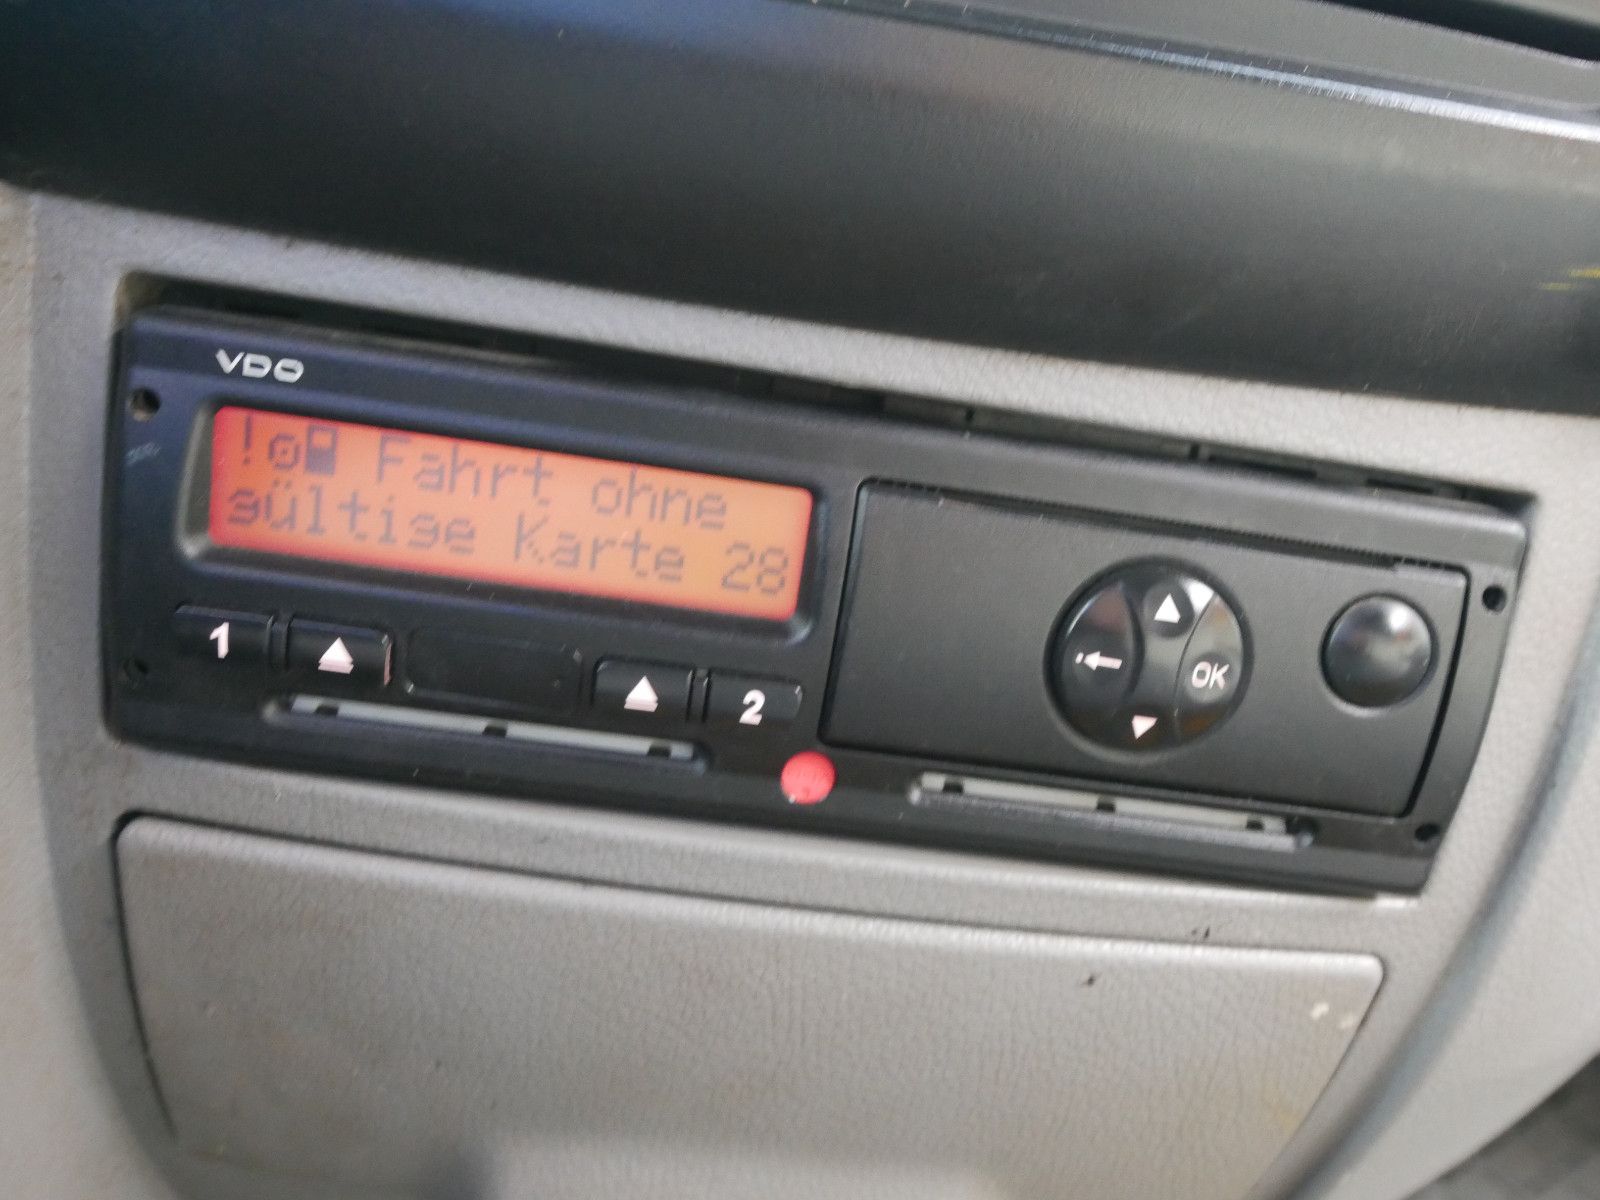 VDO
! Fahrt ohne
gültige Karte 28
1
2
OK